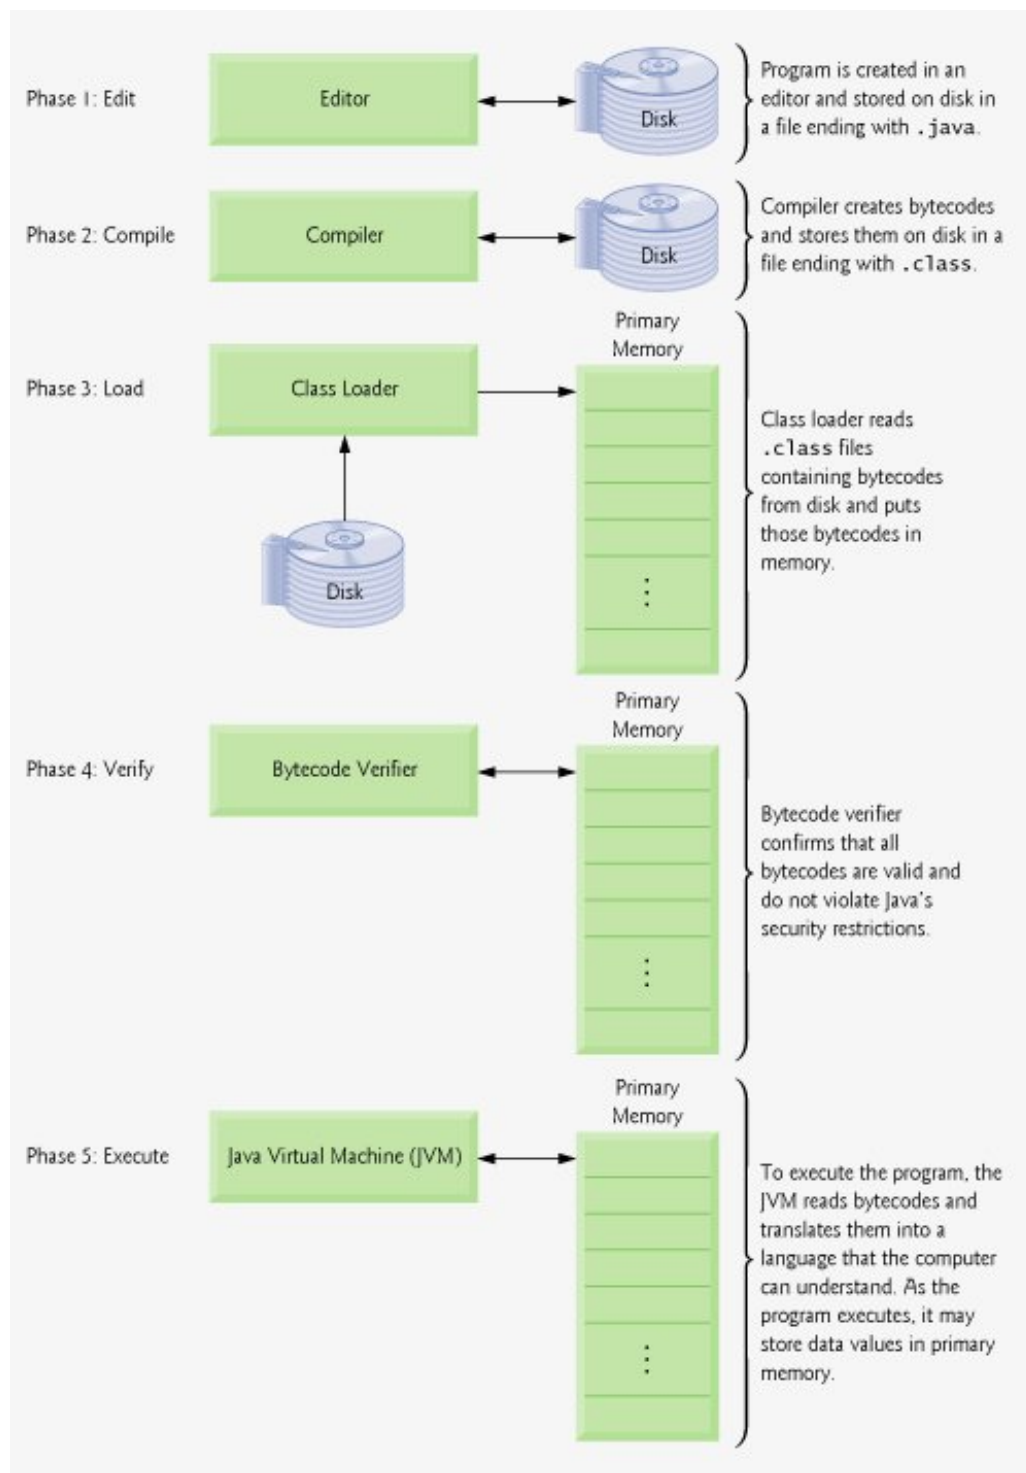 Phase 1: Edit
Editor
Disk
Program is created in an
editor and stored on disk in
a file ending with .java.
Phase 2: Compile
Compiler
Disk
Compiler creates bytecodes
and stores them on disk in a
file ending with .class.
Phase 3: Load
Class Loader
Disk
Primary
Memory
Class loader reads
.class files
containing bytecodes
from disk and puts
those bytecodes in
memory.
Phase 4: Verify
Bytecode Verifier
Primary
Memory
Bytecode verifier
confirms that all
bytecodes are valid and
do not violate Java's
security restrictions.
Phase 5: Execute
Java Virtual Machine (JVM)
Primary
Memory
To execute the program, the
JVM reads bytecodes and
translates them into a
language that the computer
can understand. As the
program executes, it may
store data values in primary
memory.